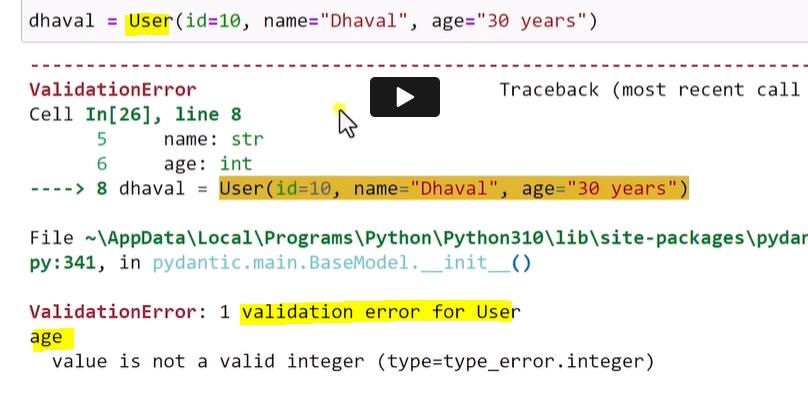 dhaval = User(id=10, name="Dhaval", age="30 years")
---------------------------------------------------------------------------
ValidationError Traceback (most recent call
Cell In[26], line 8
5 name: str
6 age: int
----> 8 dhaval = User(id=10, name="Dhaval", age="30 years")
File ~\AppData\Local\Programs\Python\Python310\lib\site-packages\pydan
py:341, in pydantic.main.BaseModel.__init__()
ValidationError: 1 validation error for User
age
value is not a valid integer (type=type_error.integer)